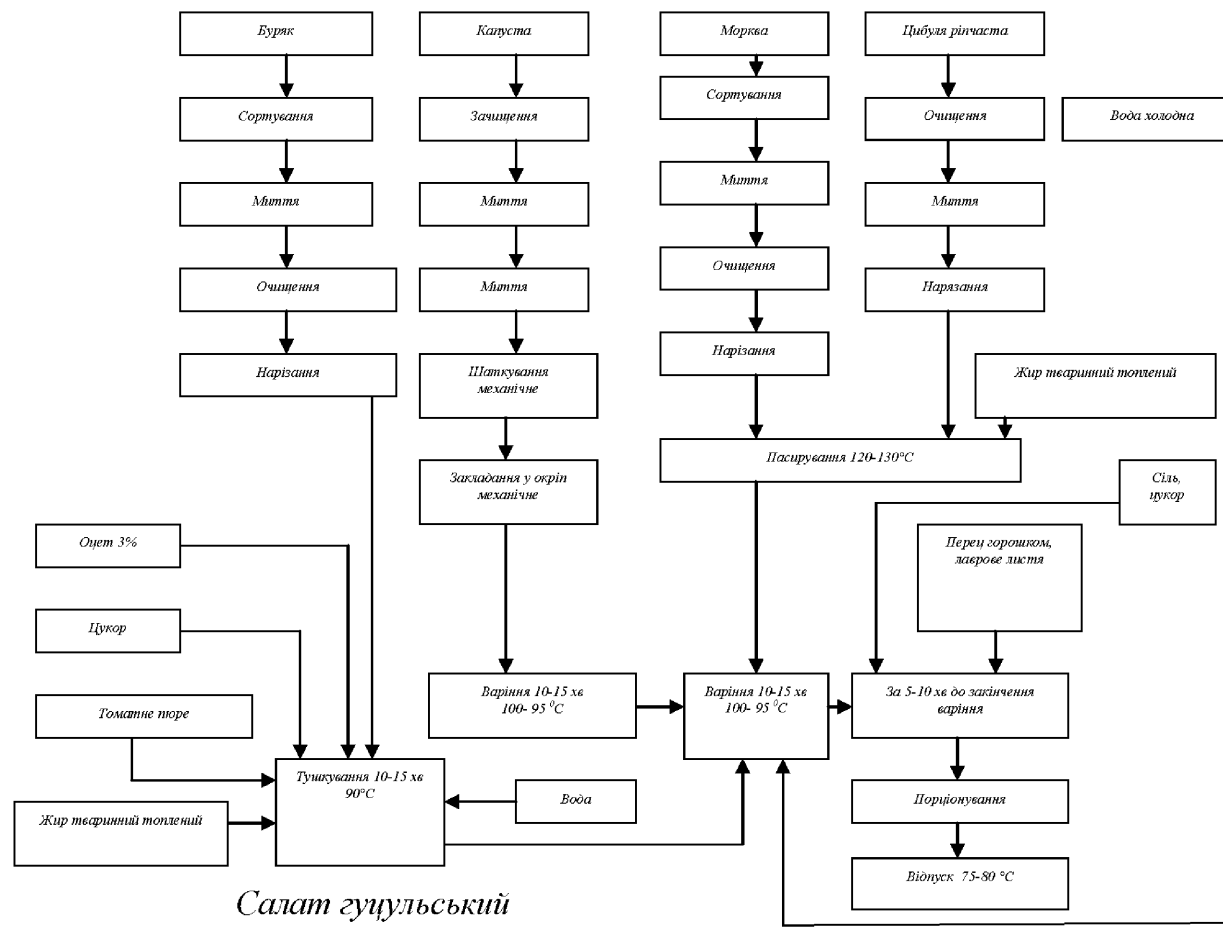 Буряк
Капуста
Морква
Цибуля ріпчаста
Сортування
Зачищення
Сортування
Очищення
Вода холодна
Миття
Миття
Миття
Миття
Очищення
Миття
Очищення
Нарязання
Нарізання
Шаткування
механічне
Нарізання
Жир тваринний топлений
Закладання у окріп
механічне
Пасирування 120-130°С
Сіль,
цукор
Оцет 3%
Перец горошком,
лаврове листя
Цукор
Томатне пюре
Варіння 10-15 хв
100- 95 ⁰С
Варіння 10-15 хв
100- 95 ⁰С
За 5-10 хв до закінчення
варіння
Тушкування 10-15 хв
90°С
Вода
Порціонування
Жир тваринний топлений
Відпуск 75-80 °С
Салат гуцульський